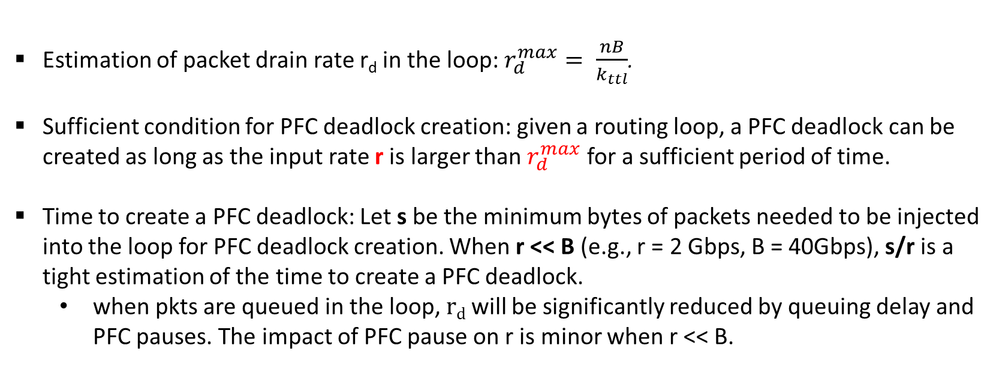 ▪ Estimation of packet drain rate r_d in the loop: r_d^{max} = \frac{nB}{k_{ttl}}.
▪ Sufficient condition for PFC deadlock creation: given a routing loop, a PFC deadlock can be
created as long as the input rate r is larger than r_d^{max} for a sufficient period of time.
▪ Time to create a PFC deadlock: Let s be the minimum bytes of packets needed to be injected
into the loop for PFC deadlock creation. When r << B (e.g., r = 2 Gbps, B = 40Gbps), s/r is a
tight estimation of the time to create a PFC deadlock.
• when pkts are queued in the loop, r_d will be significantly reduced by queuing delay and
PFC pauses. The impact of PFC pause on r is minor when r << B.